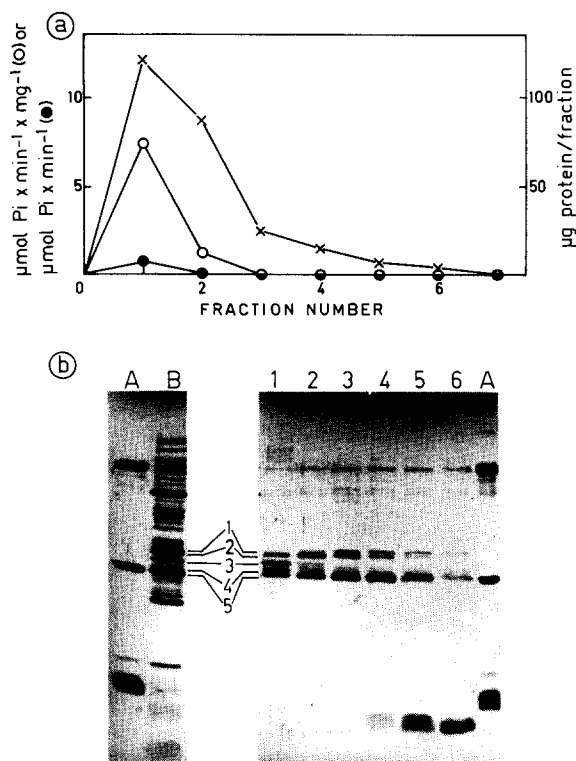 a
µmol Pi x min⁻¹ x mg⁻¹ (O) or
µmol Pi x min⁻¹ (●)
10
5
100
50
µg protein/fraction
0 2 4 6
FRACTION NUMBER
b
A B 1 2 3 4 5 6 A
1
2
3
4
5